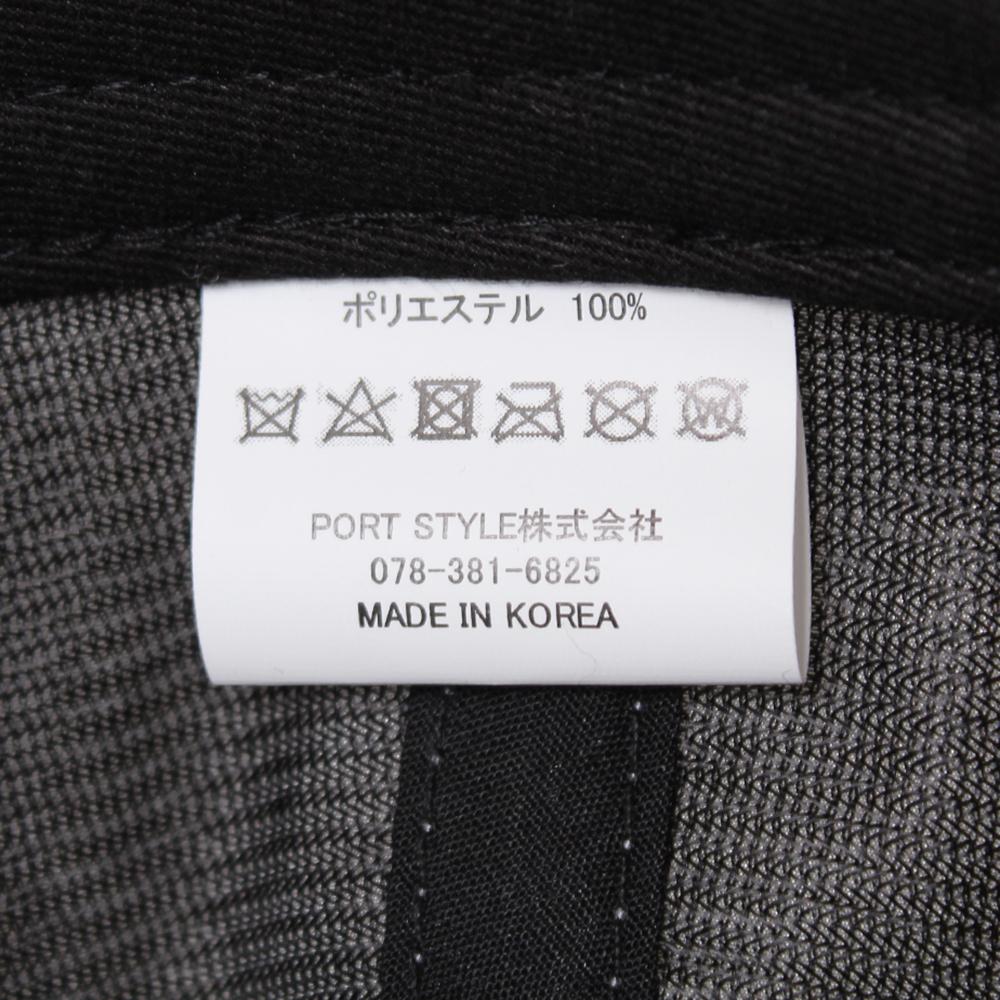 ポリエステル 100%
W
PORT STYLE株式会社
078-381-6825
MADE IN KOREA